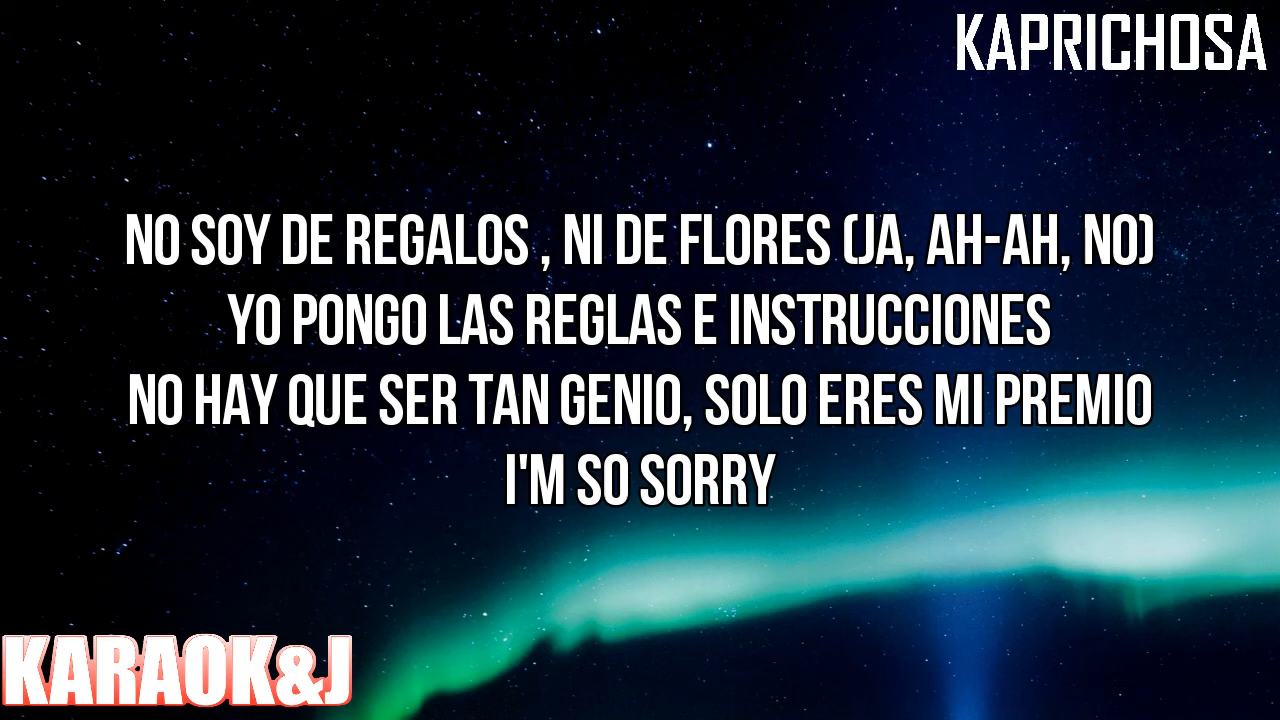 KAPRICHOSA
NO SOY DE REGALOS , NI DE FLORES (JA, AH-AH, NO)
YO PONGO LAS REGLAS E INSTRUCCIONES
NO HAY QUE SER TAN GENIO, SOLO ERES MI PREMIO
I'M SO SORRY
KARAOK&J